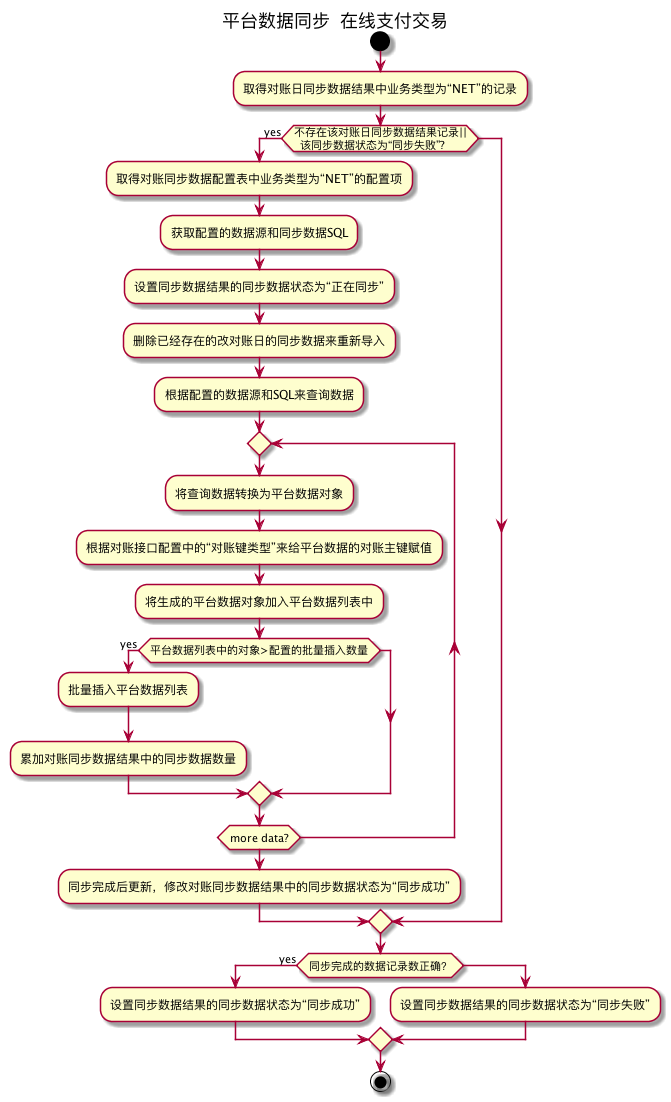 平台数据同步 在线支付交易
取得对账日同步数据结果中业务类型为“NET”的记录
yes
不存在该对账日同步数据结果记录||
该同步数据状态为“同步失败”?
取得对账同步数据配置表中业务类型为“NET”的配置项
获取配置的数据源和同步数据SQL
设置同步数据结果的同步数据状态为“正在同步”
删除已经存在的改对账日的同步数据来重新导入
根据配置的数据源和SQL来查询数据
将查询数据转换为平台数据对象
根据对账接口配置中的“对账键类型”来给平台数据的对账主键赋值
将生成的平台数据对象加入平台数据列表中
yes
平台数据列表中的对象>配置的批量插入数量
批量插入平台数据列表
累加对账同步数据结果中的同步数据数量
more data?
同步完成后更新，修改对账同步数据结果中的同步数据状态为“同步成功”
yes
同步完成的数据记录数正确?
设置同步数据结果的同步数据状态为“同步成功”
设置同步数据结果的同步数据状态为“同步失败”